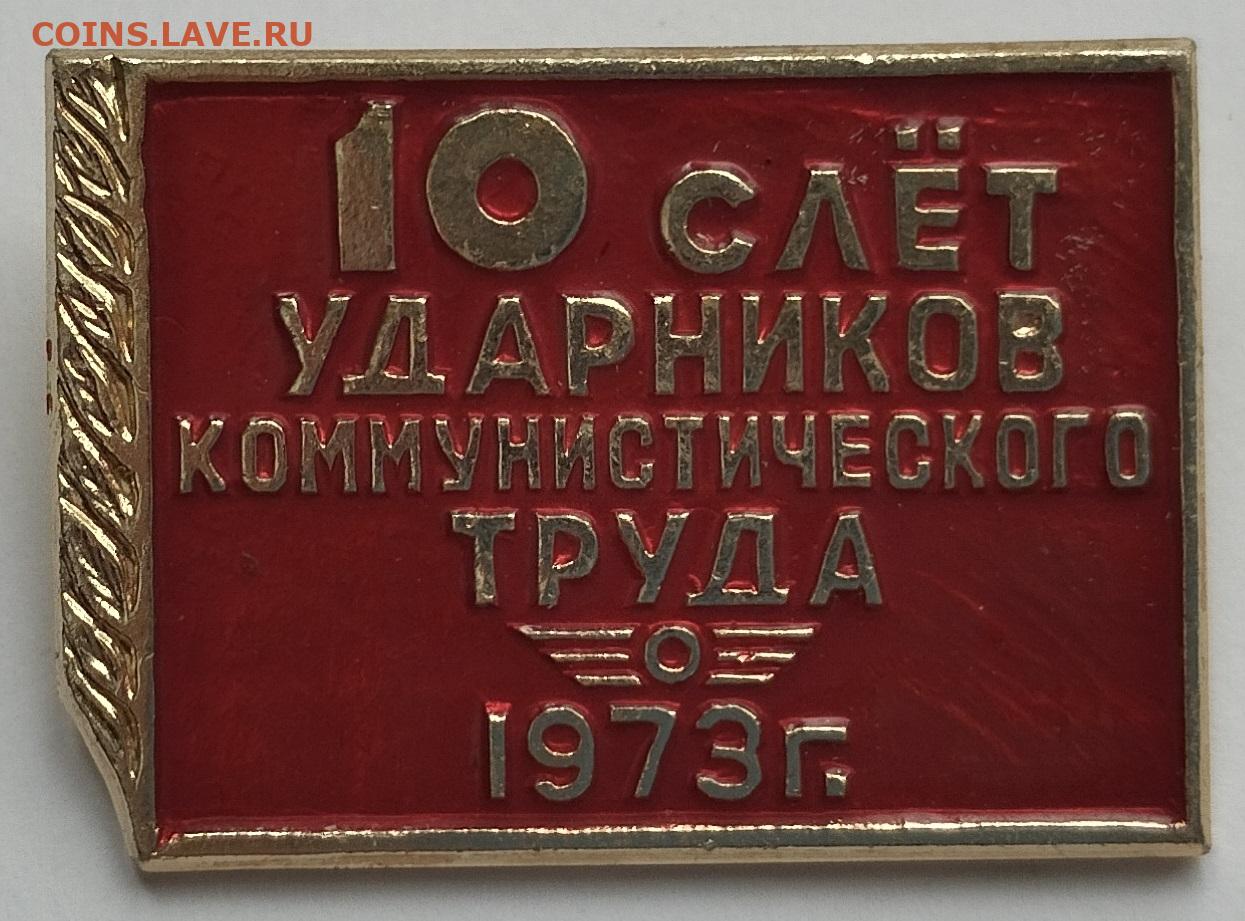 COINS.LAVE.RU
10 СЛЁТ
УДАРНИКОВ
КОММУНИСТИЧЕСКОГО
ТРУДА
1973г.